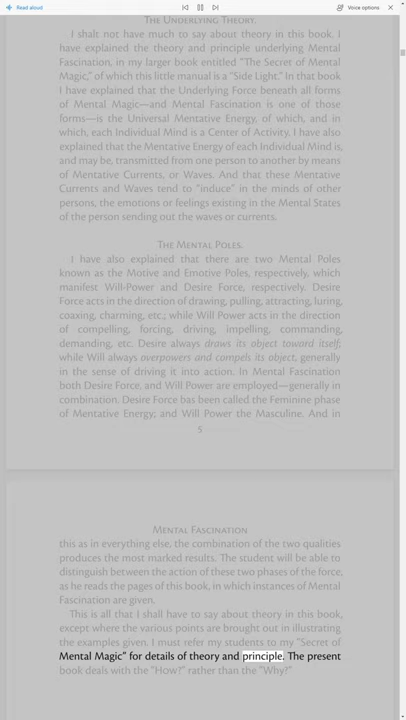 Read aloud
Voice options
THE UNDERLYING THEORY.
I shalt not have much to say about theory in this book. I
have explained the theory and principle underlying Mental
Fascination, in my larger book entitled "The Secret of Mental
Magic,” of which this little manual is a “Side Light.” In that book
I have explained that the Underlying Force beneath all forms
of Mental Magic—and Mental Fascination is one of those
forms—is the Universal Mentative Energy, of which, and in
which, each Individual Mind is a Center of Activity. I have also
explained that the Mentative Energy of each Individual Mind is,
and may be, transmitted from one person to another by means
of Mentative Currents, or Waves. And that these Mentative
Currents and Waves tend to “induce” in the minds of other
persons, the emotions or feelings existing in the Mental States
of the person sending out the waves or currents.
THE MENTAL POLES.
I have also explained that there are two Mental Poles
known as the Motive and Emotive Poles, respectively, which
manifest Will-Power and Desire Force, respectively. Desire
Force acts in the direction of drawing, pulling, attracting, luring,
coaxing, charming, etc.; while Will Power acts in the direction
of compelling, forcing, driving, impelling, commanding,
demanding, etc. Desire always draws its object toward itself;
while Will always overpowers and compels its object, generally
in the sense of driving it into action. In Mental Fascination
both Desire Force, and Will Power are employed—generally in
combination. Desire Force bas been called the Feminine phase
of Mentative Energy; and Will Power the Masculine. And in
5
MENTAL FASCINATION
this as in everything else, the combination of the two qualities
produces the most marked results. The student will be able to
distinguish between the action of these two phases of the force,
as he reads the pages of this book, in which instances of Mental
Fascination are given.
This is all that I shall have to say about theory in this book,
except where the various points are brought out in illustrating
the examples given. I must refer my students to my “Secret of
Mental Magic” for details of theory and principle. The present
book deals with the “How?” rather than the “Why?”